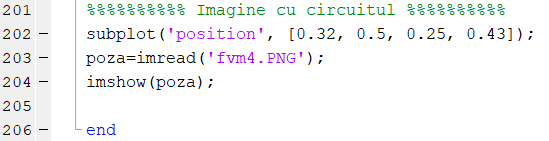 201 %%%%%%%%%% Imagine cu circuitul %%%%%%%%%%
202 – subplot('position', [0.32, 0.5, 0.25, 0.43]);
203 – poza=imread('fvm4.PNG');
204 – imshow(poza);
205
206 – end